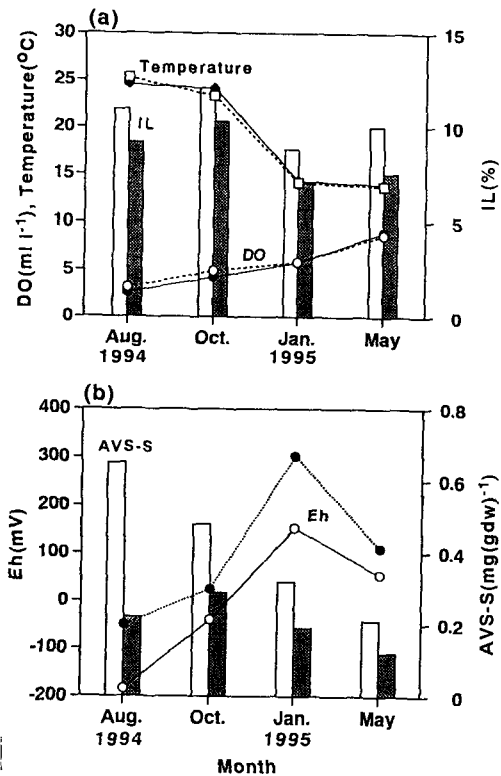 (a)
30
25
20
15
10
5
0
DO(ml l⁻¹), Temperature(°C)
Temperature
IL
DO
15
10
5
0
IL(%)
Aug. Oct. Jan. May
1994 1995
(b)
400
300
200
100
0
-100
-200
Eh(mV)
AVS-S
Eh
0.8
0.6
0.4
0.2
0
AVS-S(mg(gdw)⁻¹)
Aug. Oct. Jan. May
1994 1995
Month